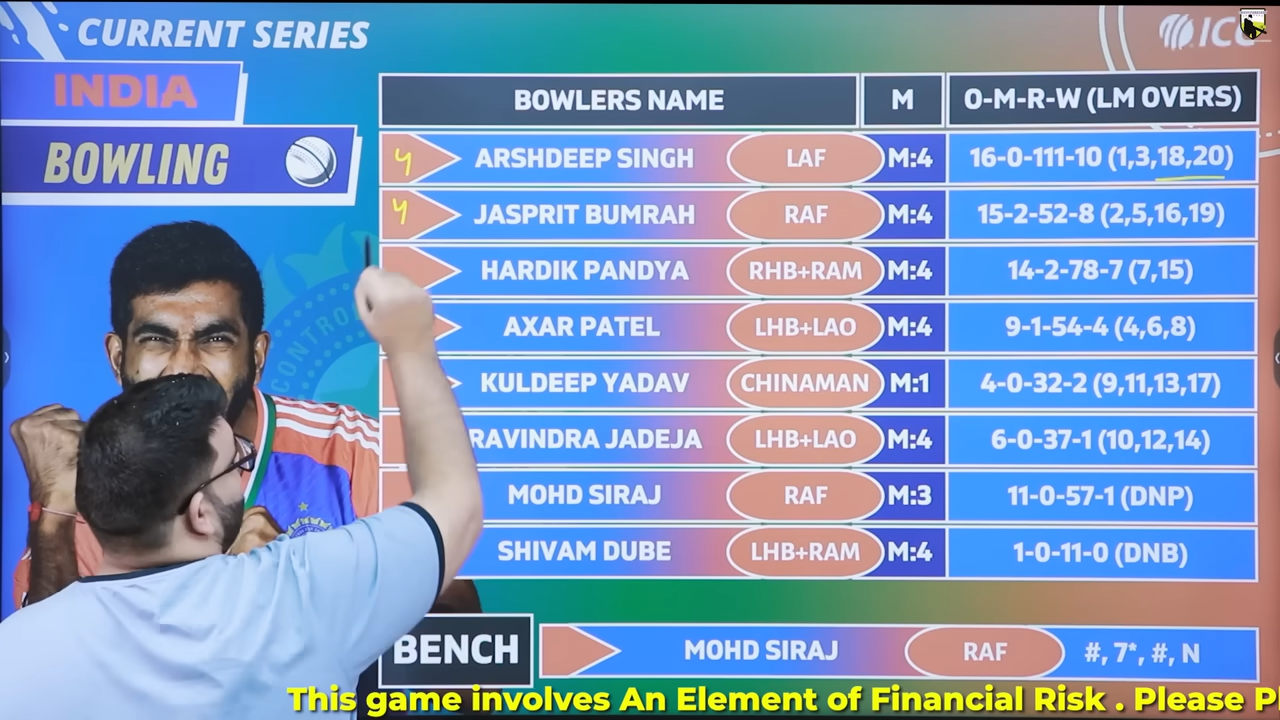 CURRENT SERIES
ICC
INDIA
BOWLING
BOWLERS NAME M O-M-R-W (LM OVERS)
4 ARSHDEEP SINGH LAF M:4 16-0-111-10 (1,3,18,20)
4 JASPRIT BUMRAH RAF M:4 15-2-52-8 (2,5,16,19)
HARDIK PANDYA RHB+RAM M:4 14-2-78-7 (7,15)
AXAR PATEL LHB+LAO M:4 9-1-54-4 (4,6,8)
KULDEEP YADAV CHINAMAN M:1 4-0-32-2 (9,11,13,17)
RAVINDRA JADEJA LHB+LAO M:4 6-0-37-1 (10,12,14)
MOHD SIRAJ RAF M:3 11-0-57-1 (DNP)
SHIVAM DUBE LHB+RAM M:4 1-0-11-0 (DNB)
BENCH MOHD SIRAJ RAF #, 7*, #, N
This game involves An Element of Financial Risk . Please P